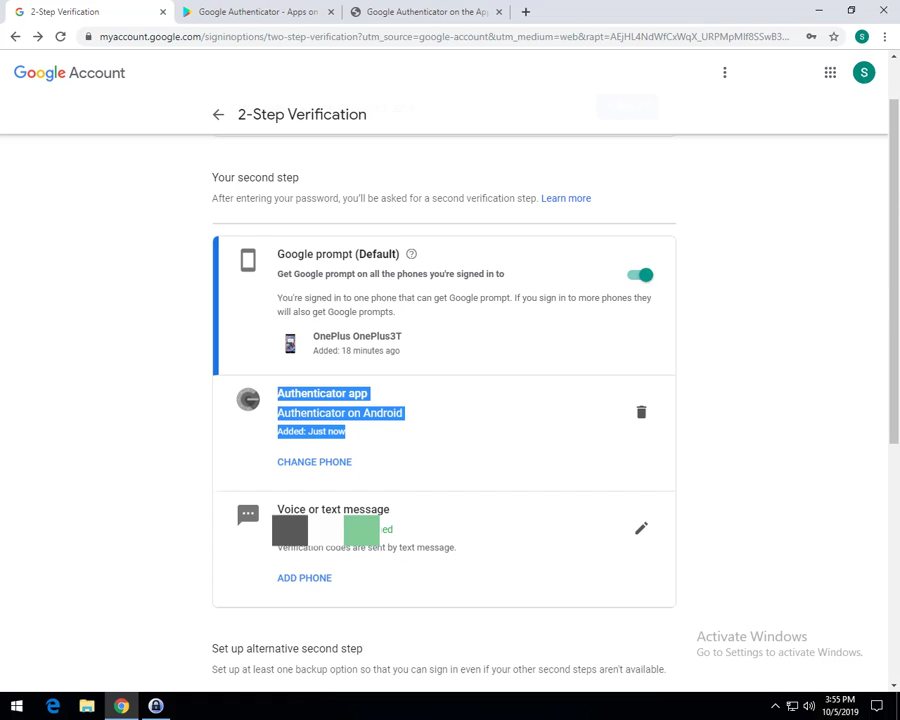 2-Step Verification
Google Authenticator - Apps on
Google Authenticator on the Ap
myaccount.google.com/signinoptions/two-step-verification?utm_source=google-account&utm_medium=web&rapt=AEjHL4NdWfCxWqX_URPMpMlf8SSwB3...
S
Google Account
S
2-Step Verification
Your second step
After entering your password, you'll be asked for a second verification step. Learn more
Google prompt (Default)
Get Google prompt on all the phones you're signed in to
You're signed in to one phone that can get Google prompt. If you sign in to more phones they
will also get Google prompts.
OnePlus OnePlus3T
Added: 18 minutes ago
Authenticator app
Authenticator on Android
Added: Just now
CHANGE PHONE
Voice or text message
ed
Verification codes are sent by text message.
ADD PHONE
Set up alternative second step
Set up at least one backup option so that you can sign in even if your other second steps aren't available.
Activate Windows
Go to Settings to activate Windows.
3:55 PM
10/5/2019